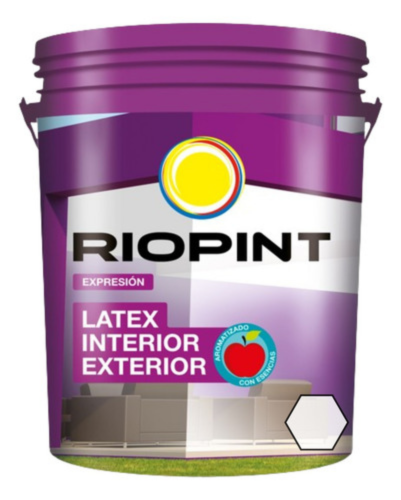 RIOPINT
EXPRESIÓN
LATEX
INTERIOR
EXTERIOR
AROMATIZADO
CON ESENCIAS